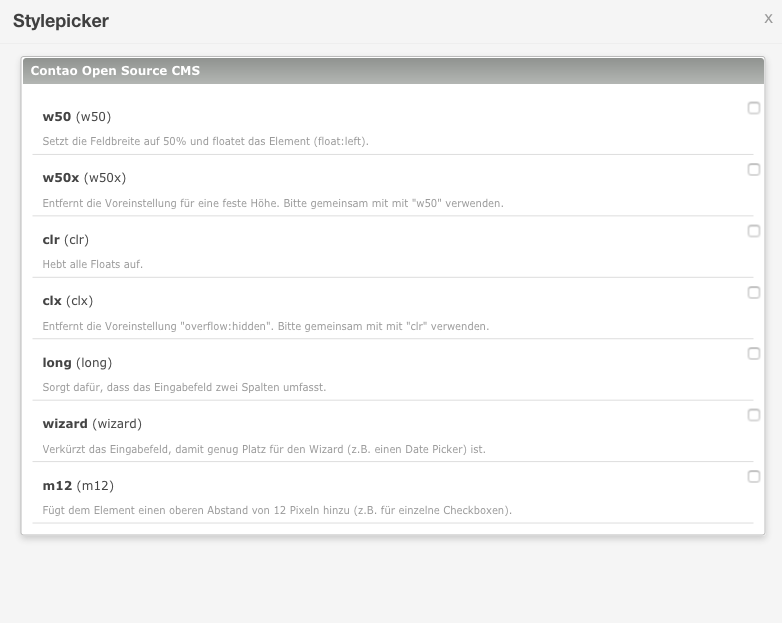 Stylepicker
X
Contao Open Source CMS
w50 (w50)
Setzt die Feldbreite auf 50% und floatet das Element (float:left).
w50x (w50x)
Entfernt die Voreinstellung für eine feste Höhe. Bitte gemeinsam mit mit "w50" verwenden.
clr (clr)
Hebt alle Floats auf.
clx (clx)
Entfernt die Voreinstellung "overflow:hidden". Bitte gemeinsam mit mit "clr" verwenden.
long (long)
Sorgt dafür, dass das Eingabefeld zwei Spalten umfasst.
wizard (wizard)
Verkürzt das Eingabefeld, damit genug Platz für den Wizard (z.B. einen Date Picker) ist.
m12 (m12)
Fügt dem Element einen oberen Abstand von 12 Pixeln hinzu (z.B. für einzelne Checkboxen).